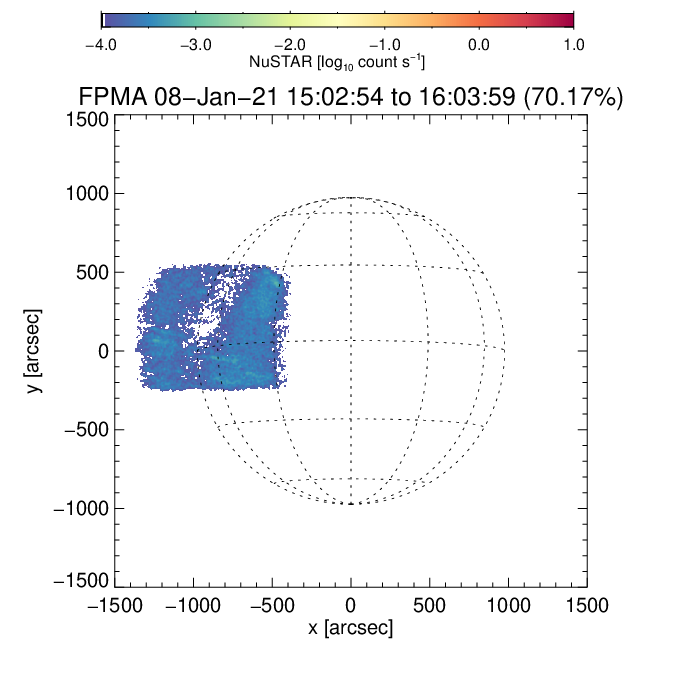 −4.0 −3.0 −2.0 −1.0 0.0 1.0
NuSTAR [log₁₀ count s⁻¹]
FPMA 08−Jan−21 15:02:54 to 16:03:59 (70.17%)
1500
1000
500
0
−500
−1000
−1500
y [arcsec]
−1500 −1000 −500 0 500 1000 1500
x [arcsec]